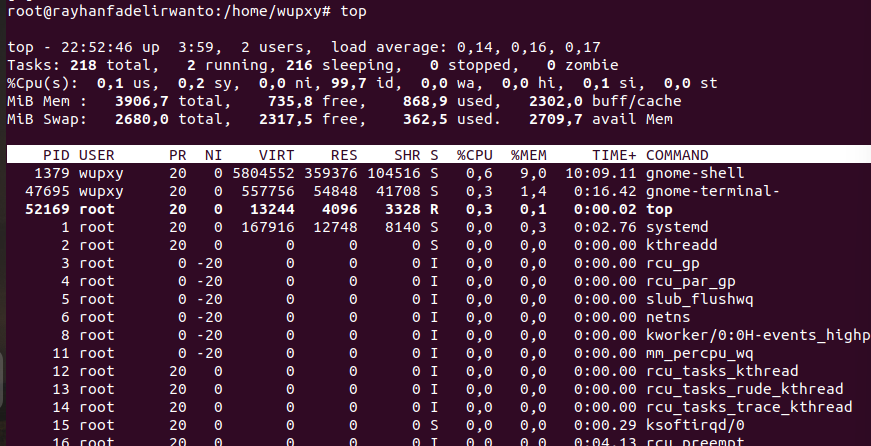 root@rayhanfadelirwanto:/home/wupxy# top
top - 22:52:46 up  3:59,  2 users,  load average: 0,14, 0,16, 0,17
Tasks: 218 total,   2 running, 216 sleeping,   0 stopped,   0 zombie
%Cpu(s):  0,1 us,  0,2 sy,  0,0 ni, 99,7 id,  0,0 wa,  0,0 hi,  0,1 si,  0,0 st
MiB Mem :   3906,7 total,    735,8 free,    868,9 used,   2302,0 buff/cache
MiB Swap:   2680,0 total,   2317,5 free,    362,5 used.   2709,7 avail Mem
PID USER      PR  NI    VIRT    RES    SHR S  %CPU  %MEM     TIME+ COMMAND
1379 wupxy     20   0 5804552 359376 104516 S   0,6   9,0  10:09.11 gnome-shell
47695 wupxy     20   0  557756  54848  41708 S   0,3   1,4   0:16.42 gnome-terminal-
52169 root      20   0   13244   4096   3328 R   0,3   0,1   0:00.02 top
1 root      20   0  167916  12748   8140 S   0,0   0,3   0:02.76 systemd
2 root      20   0       0      0      0 S   0,0   0,0   0:00.00 kthreadd
3 root       0 -20       0      0      0 I   0,0   0,0   0:00.00 rcu_gp
4 root       0 -20       0      0      0 I   0,0   0,0   0:00.00 rcu_par_gp
5 root       0 -20       0      0      0 I   0,0   0,0   0:00.00 slub_flushwq
6 root       0 -20       0      0      0 I   0,0   0,0   0:00.00 netns
8 root       0 -20       0      0      0 I   0,0   0,0   0:00.00 kworker/0:0H-events_highp
11 root       0 -20       0      0      0 I   0,0   0,0   0:00.00 mm_percpu_wq
12 root      20   0       0      0      0 I   0,0   0,0   0:00.00 rcu_tasks_kthread
13 root      20   0       0      0      0 I   0,0   0,0   0:00.00 rcu_tasks_rude_kthread
14 root      20   0       0      0      0 I   0,0   0,0   0:00.00 rcu_tasks_trace_kthread
15 root      20   0       0      0      0 S   0,0   0,0   0:00.29 ksoftirqd/0
16 root      20   0       0      0      0 I   0,0   0,0   0:04.13 rcu_preempt